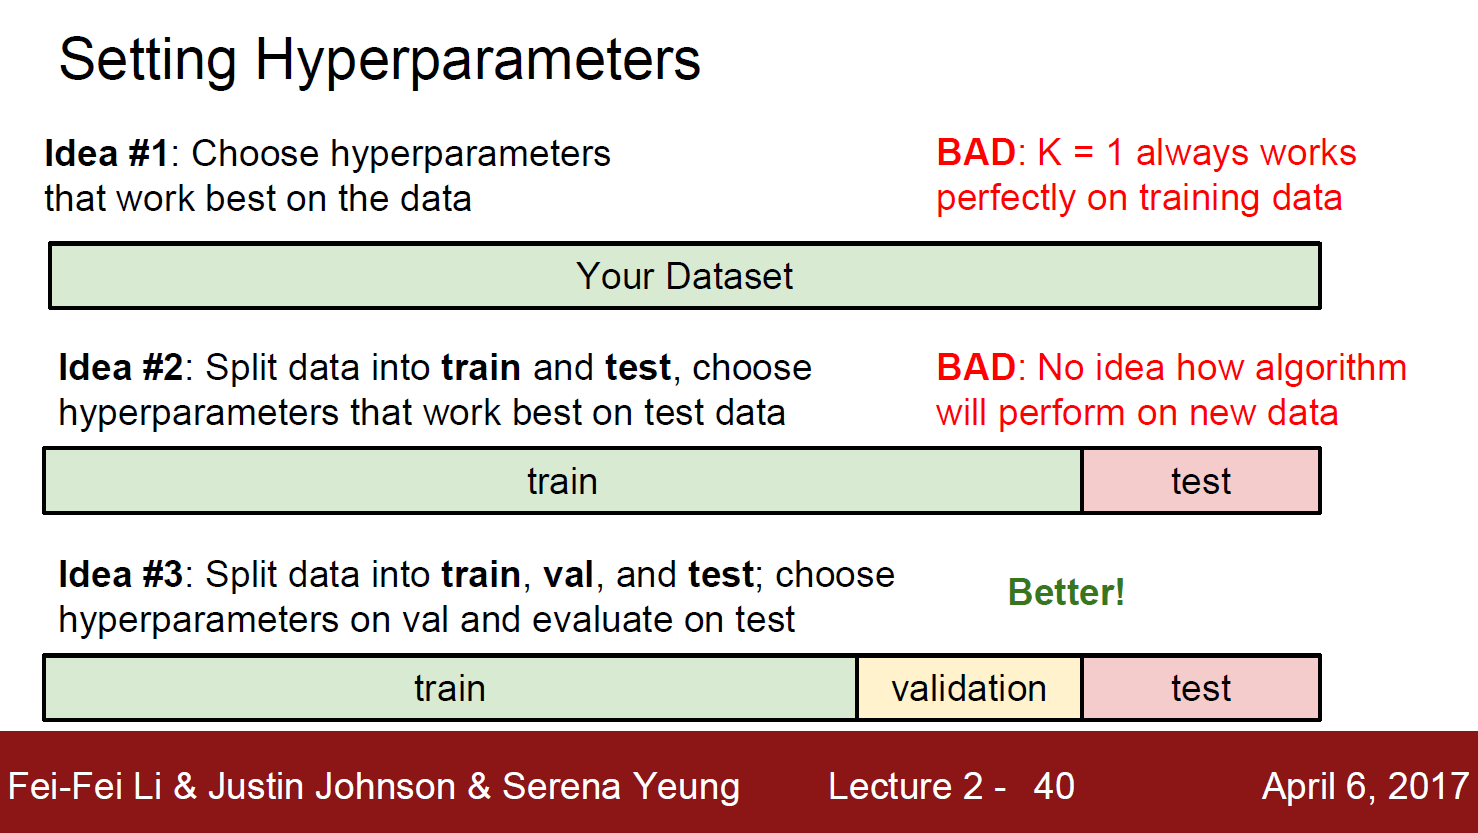 Setting Hyperparameters
Idea #1: Choose hyperparameters
that work best on the data
BAD: K = 1 always works
perfectly on training data
Your Dataset
Idea #2: Split data into train and test, choose
hyperparameters that work best on test data
BAD: No idea how algorithm
will perform on new data
train
test
Idea #3: Split data into train, val, and test; choose
hyperparameters on val and evaluate on test
Better!
train
validation
test
Fei-Fei Li & Justin Johnson & Serena Yeung
Lecture 2 - 40
April 6, 2017